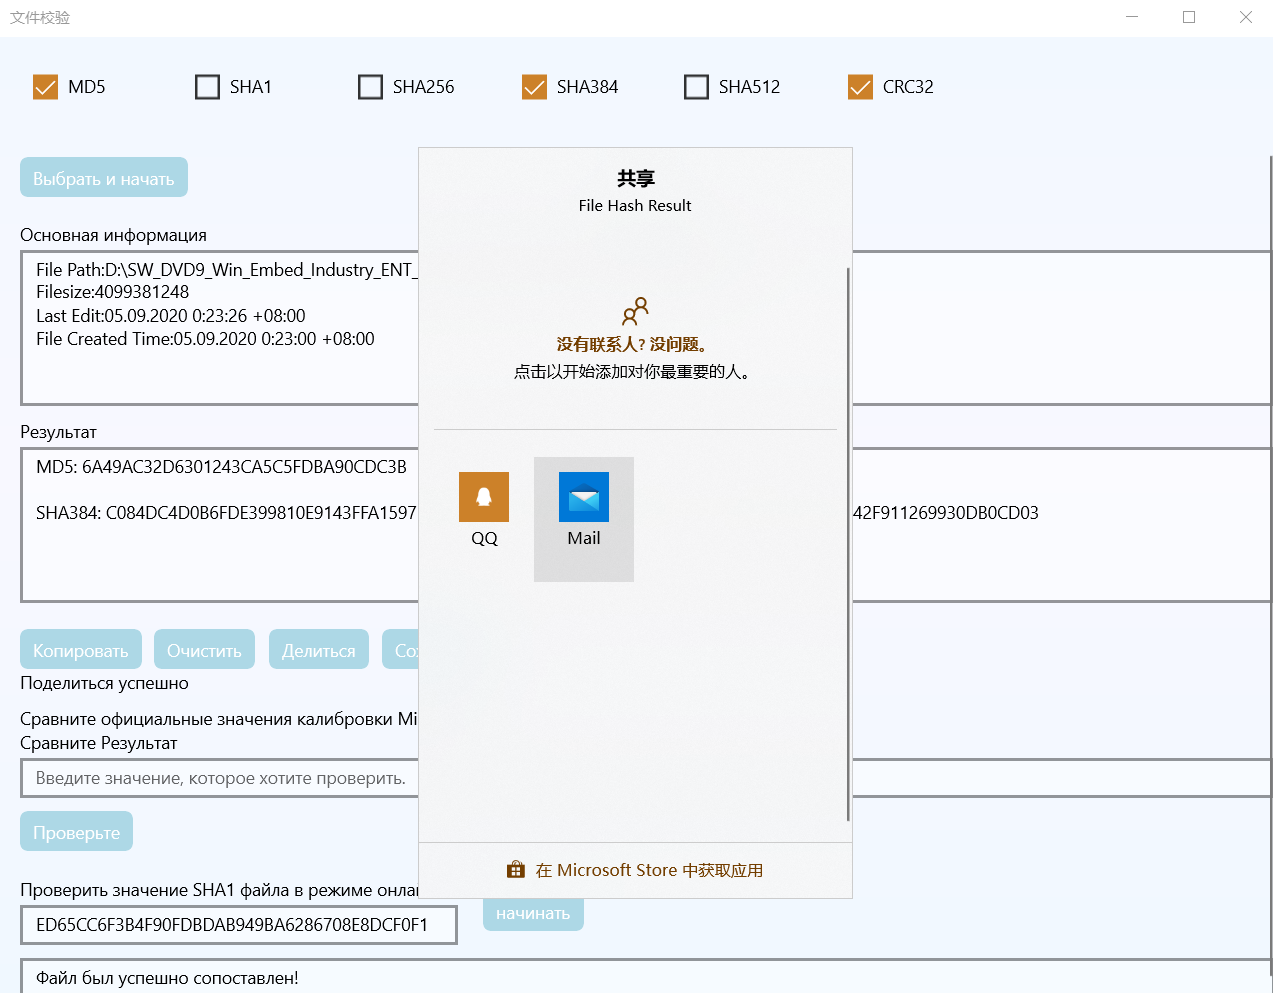 文件校验
MD5 SHA1 SHA256 SHA384 SHA512 CRC32
Выбрать и начать
Основная информация
File Path:D:\SW_DVD9_Win_Embed_Industry_ENT_
Filesize:4099381248
Last Edit:05.09.2020 0:23:26 +08:00
File Created Time:05.09.2020 0:23:00 +08:00
Результат
MD5: 6A49AC32D6301243CA5C5FDBA90CDC3B
SHA384: C084DC4D0B6FDE399810E9143FFA1597 42F911269930DB0CD03
Копировать Очистить Делиться
Поделиться успешно
Сравните официальные значения калибровки Mi
Сравните Результат
Введите значение, которое хотите проверить.
Проверьте
Проверить значение SHA1 файла в режиме
ED65CC6F3B4F90FDBDAB949BA6286708E8DCF0F1
начинать
Файл был успешно сопоставлен!
共享
File Hash Result
没有联系人? 没问题。
点击以开始添加对你最重要的人。
QQ Mail
在 Microsoft Store 中获取应用